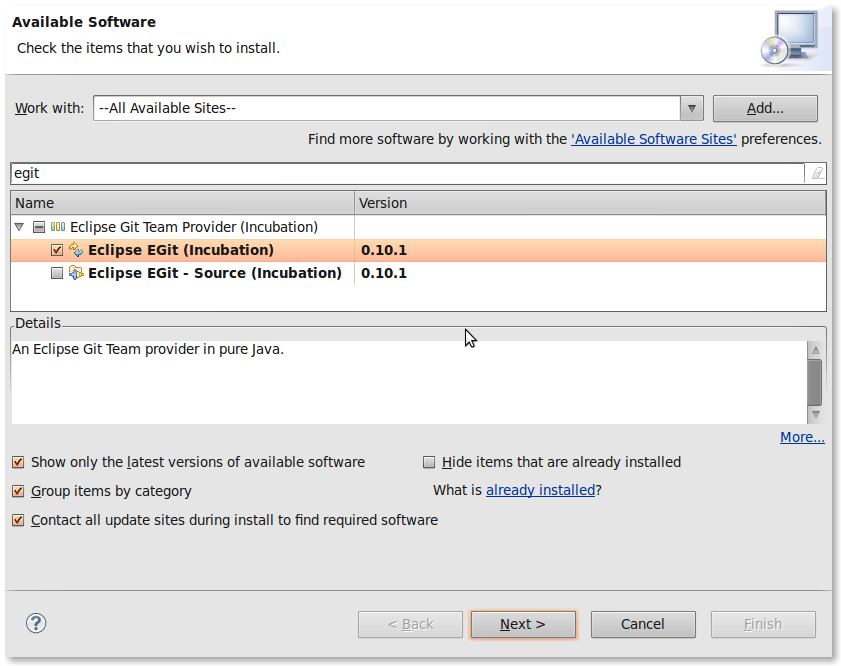 Available Software
Check the items that you wish to install.
Work with: --All Available Sites-- Add...
Find more software by working with the 'Available Software Sites' preferences.
egit
Name Version
Eclipse Git Team Provider (Incubation)
Eclipse EGit (Incubation) 0.10.1
Eclipse EGit - Source (Incubation) 0.10.1
Details
An Eclipse Git Team provider in pure Java.
More...
Show only the latest versions of available software Hide items that are already installed
Group items by category What is already installed?
Contact all update sites during install to find required software
? < Back Next > Cancel Finish